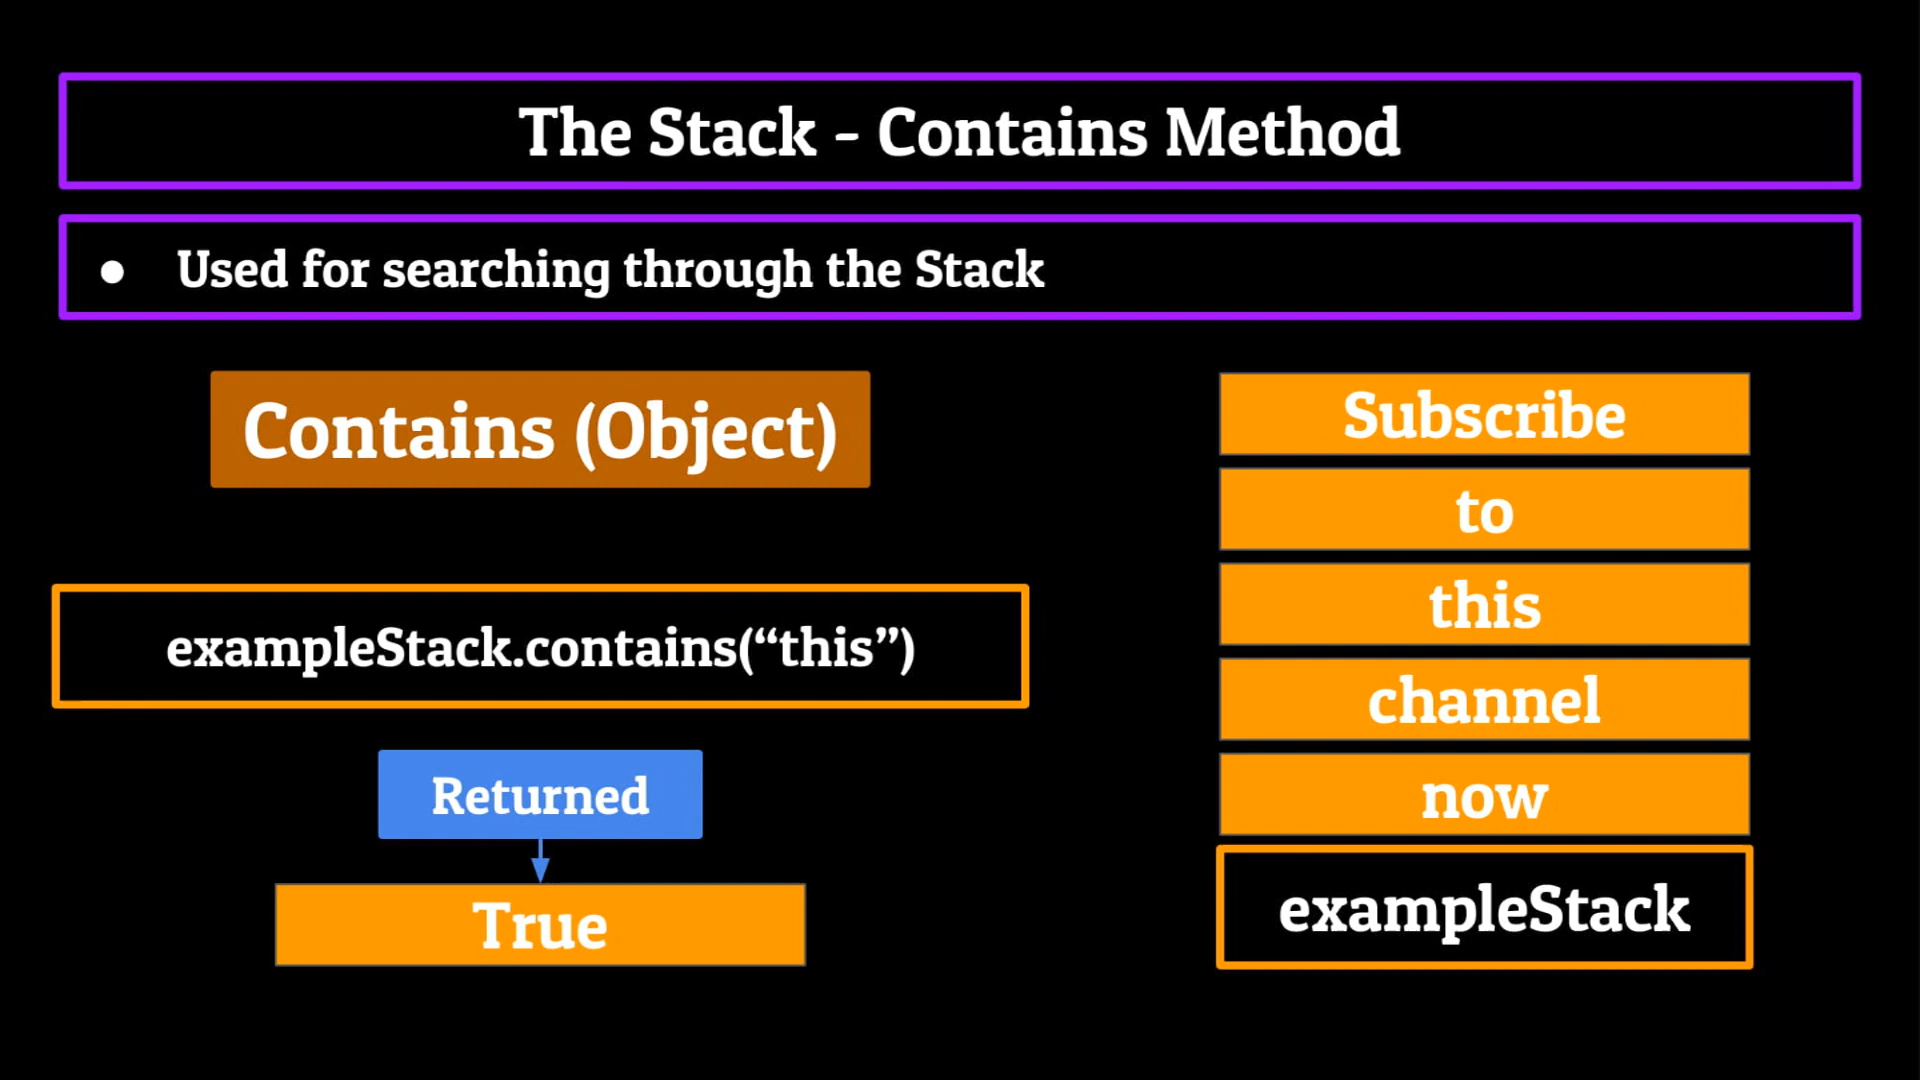 The Stack - Contains Method
● Used for searching through the Stack
Contains (Object)
exampleStack.contains(“this”)
Returned
True
Subscribe
to
this
channel
now
exampleStack